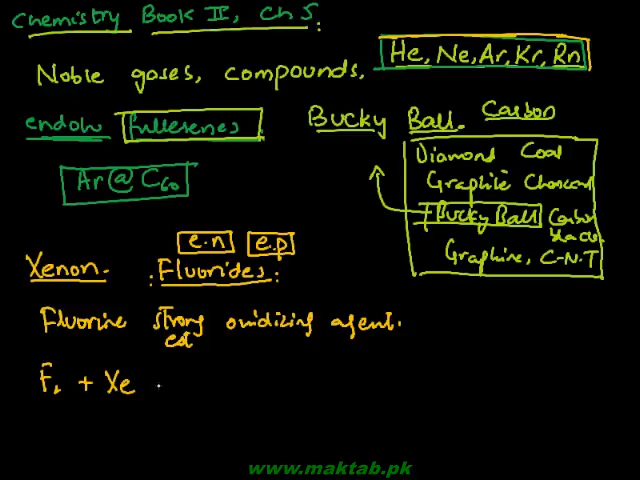 Chemistry Book II, Ch 5:
Noble gases, compounds. He, Ne, Ar, Kr, Rn
endoh fullerenes Bucky Ball. Carbon
Ar@C60
Diamond Coal
Graphite Charcoal
Bucky Ball Carbon black
Graphine, C-N.T
e.n e.p
Xenon. : Fluorides :
Fluorine strong est oxidizing agent.
F2 + Xe
www.maktab.pk